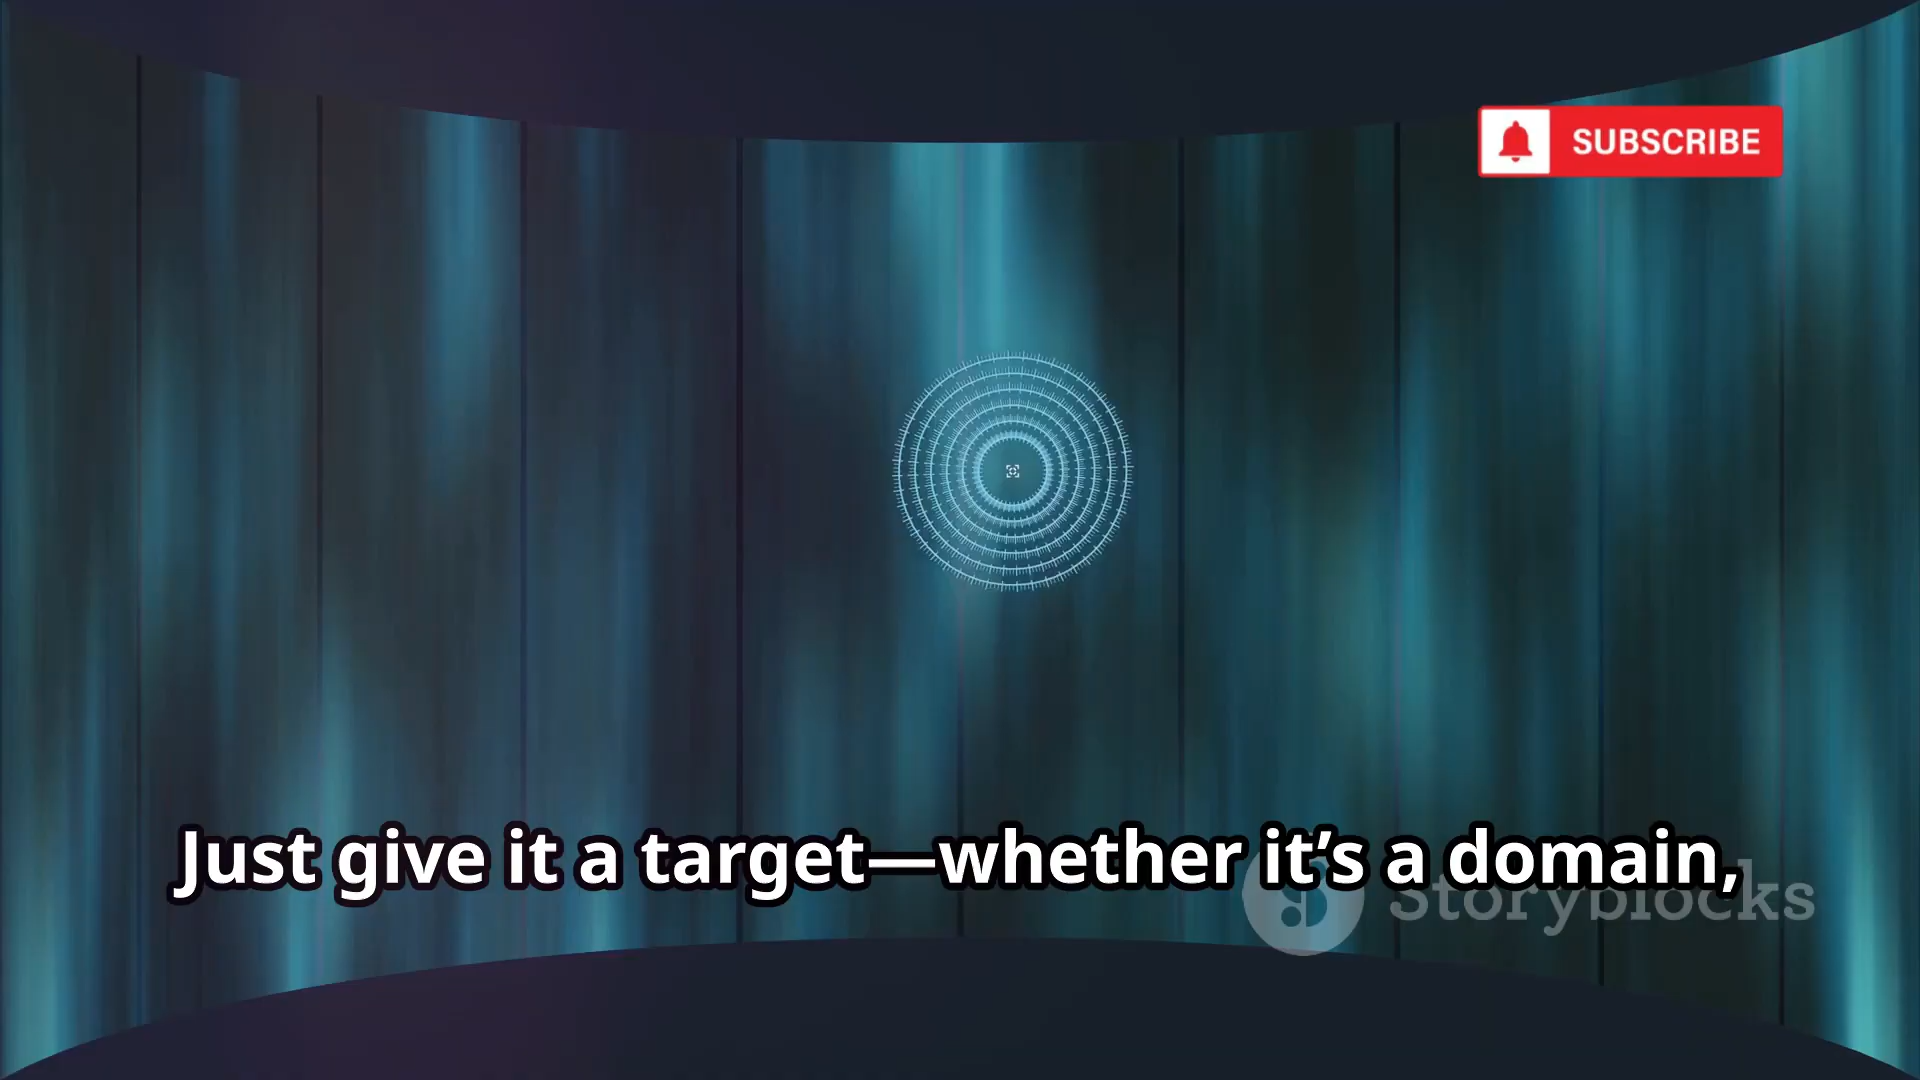 SUBSCRIBE
Just give it a target—whether it’s a domain,
Storyblocks